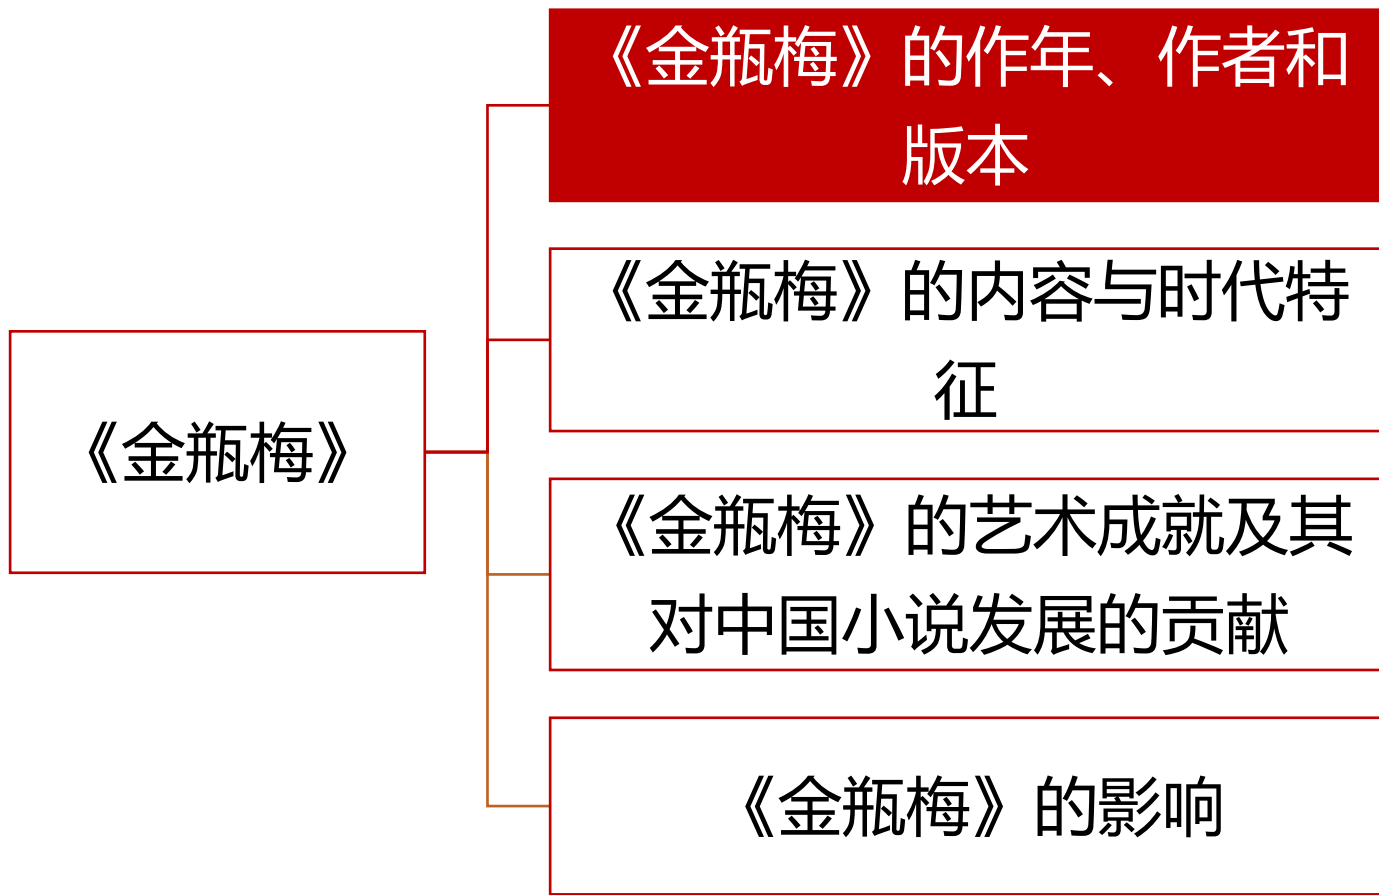 《金瓶梅》
《金瓶梅》的作年、作者和
版本
《金瓶梅》的内容与时代特
征
《金瓶梅》的艺术成就及其
对中国小说发展的贡献
《金瓶梅》的影响